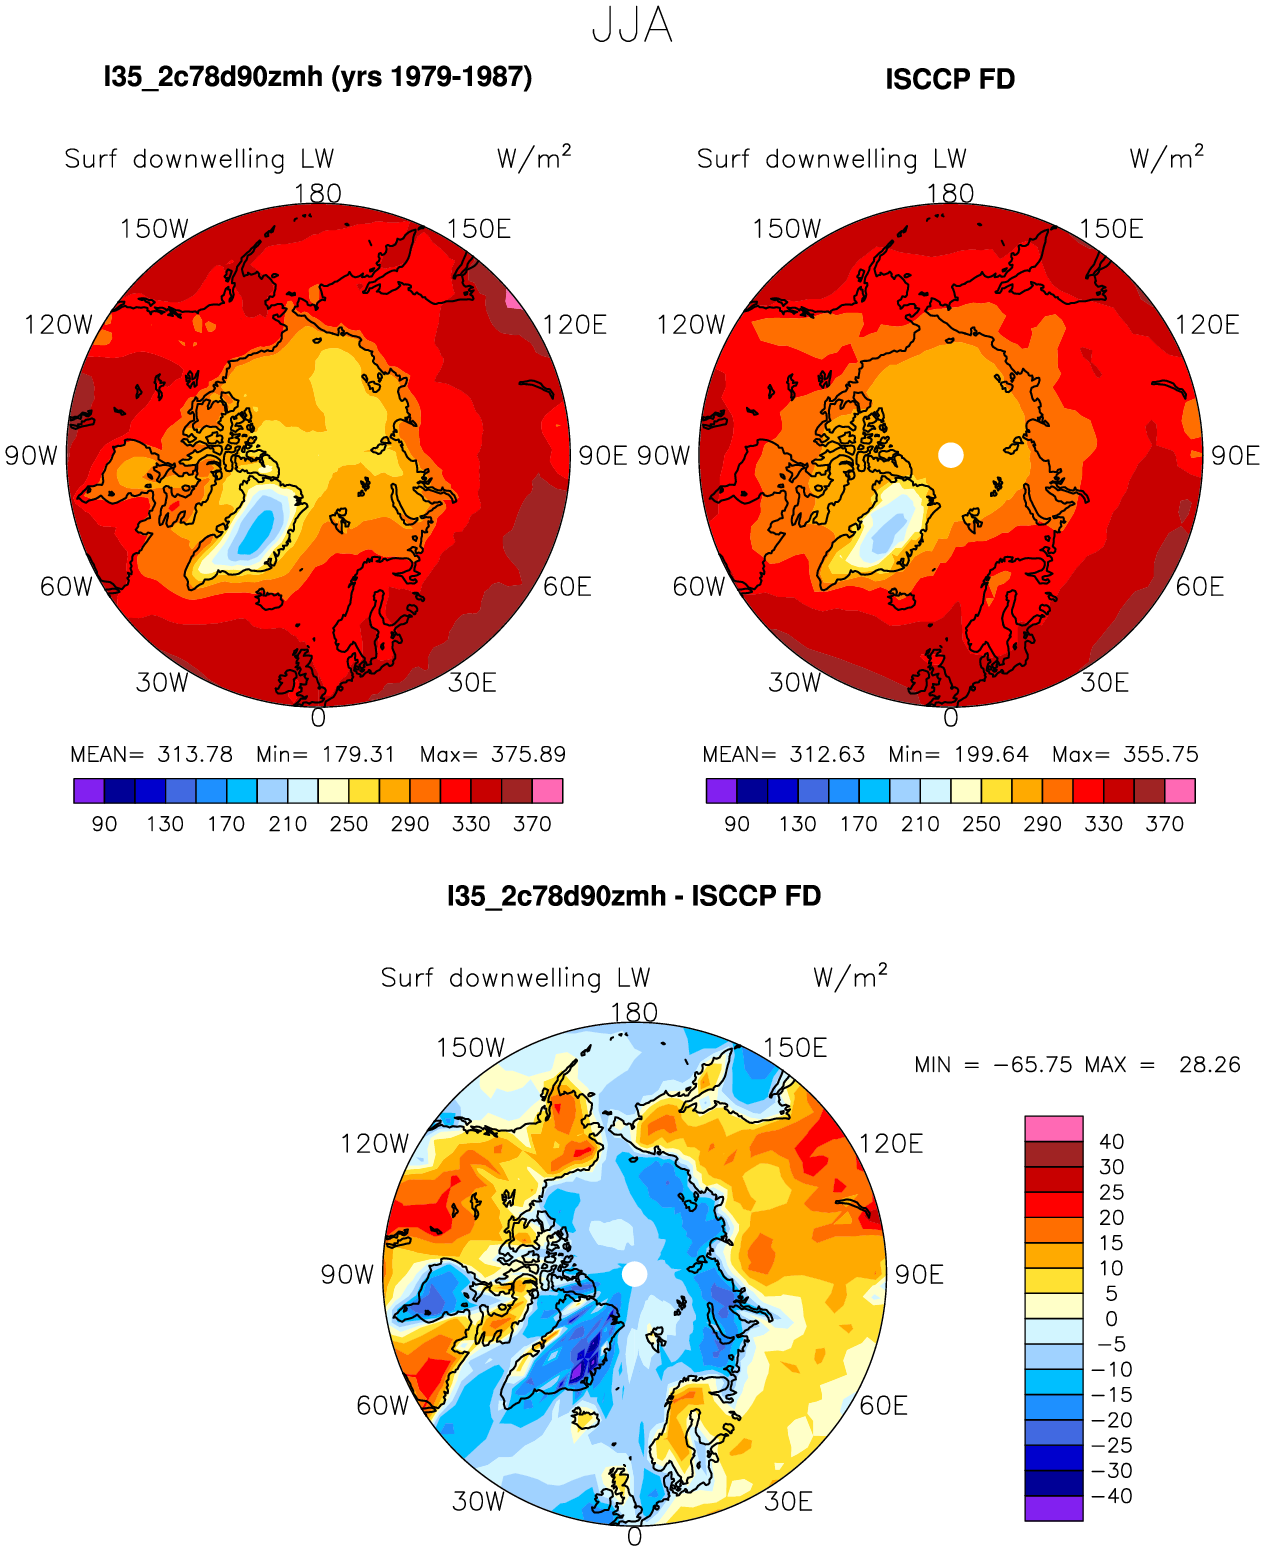 JJA
I35_2c78d90zmh (yrs 1979-1987)
ISCCP FD
Surf downwelling LW W/m²
Surf downwelling LW W/m²
180
150W 150E
120W 120E
90W 90E
60W 60E
30W 30E
0
180
150W 150E
120W 120E
90W 90E
60W 60E
30W 30E
0
MEAN= 313.78 Min= 179.31 Max= 375.89
90 130 170 210 250 290 330 370
MEAN= 312.63 Min= 199.64 Max= 355.75
90 130 170 210 250 290 330 370
I35_2c78d90zmh - ISCCP FD
Surf downwelling LW W/m²
180
150W 150E
120W 120E
90W 90E
60W 60E
30W 30E
0
MIN = -65.75 MAX = 28.26
40
30
25
20
15
10
5
0
-5
-10
-15
-20
-25
-30
-40